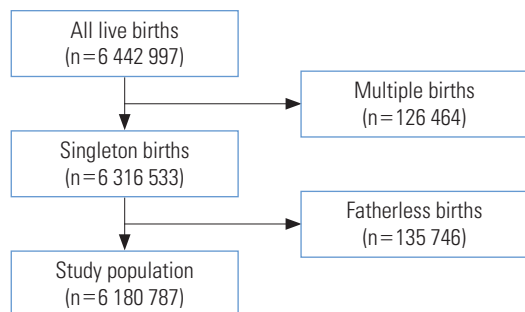 All live births
(n=6 442 997)
Multiple births
(n=126 464)
Singleton births
(n=6 316 533)
Fatherless births
(n=135 746)
Study population
(n=6 180 787)